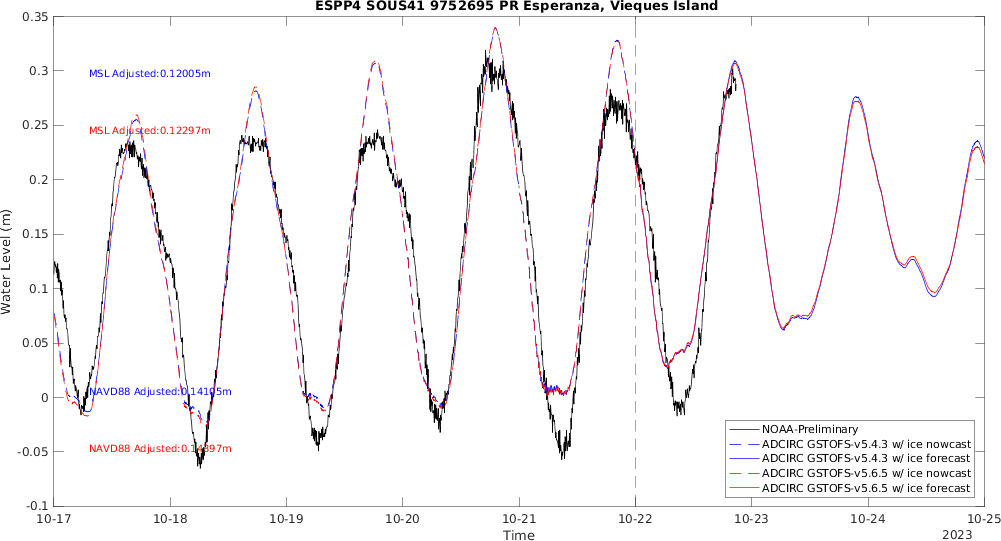 ESPP4 SOUS41 9752695 PR Esperanza, Vieques Island
0.35
0.3
0.25
0.2
0.15
0.1
0.05
0
-0.05
-0.1
Water Level (m)
MSL Adjusted:0.12005m
MSL Adjusted:0.12297m
NAVD88 Adjusted:0.14105m
NAVD88 Adjusted:0.14397m
NOAA-Preliminary
ADCIRC GSTOFS-v5.4.3 w/ ice nowcast
ADCIRC GSTOFS-v5.4.3 w/ ice forecast
ADCIRC GSTOFS-v5.6.5 w/ ice nowcast
ADCIRC GSTOFS-v5.6.5 w/ ice forecast
10-17 10-18 10-19 10-20 10-21 10-22 10-23 10-24 10-25
Time
2023